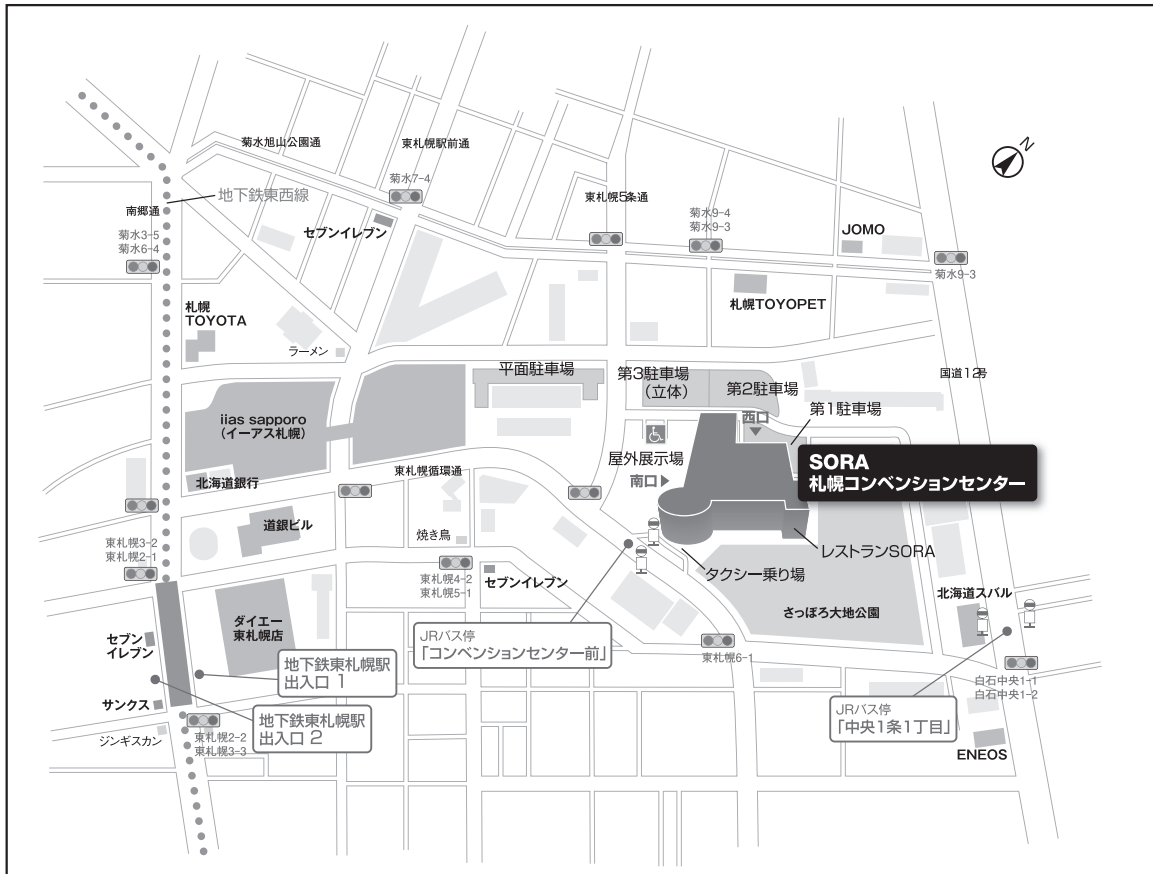 N
菊水旭山公園通
東札幌駅前通
菊水7-4
地下鉄東西線
南郷通
東札幌5条通
菊水9-4
菊水9-3
菊水3-5
菊水6-4
セブンイレブン
JOMO
菊水9-3
札幌
TOYOTA
札幌TOYOPET
ラーメン
平面駐車場
第3駐車場
（立体）
第2駐車場
国道12号
第1駐車場
西口
iias sapporo
（イーアス札幌）
屋外展示場
南口
SORA
札幌コンベンションセンター
東札幌循環通
北海道銀行
道銀ビル
焼き鳥
東札幌3-2
東札幌2-1
レストランSORA
東札幌4-2
東札幌5-1
セブンイレブン
タクシー乗り場
北海道スバル
さっぽろ大地公園
ダイエー
東札幌店
セブン
イレブン
JRバス停
「コンベンションセンター前」
東札幌6-1
地下鉄東札幌駅
出入口 1
白石中央1-1
白石中央1-2
サンクス
地下鉄東札幌駅
出入口 2
JRバス停
「中央1条1丁目」
ジンギスカン
東札幌2-2
東札幌3-3
ENEOS